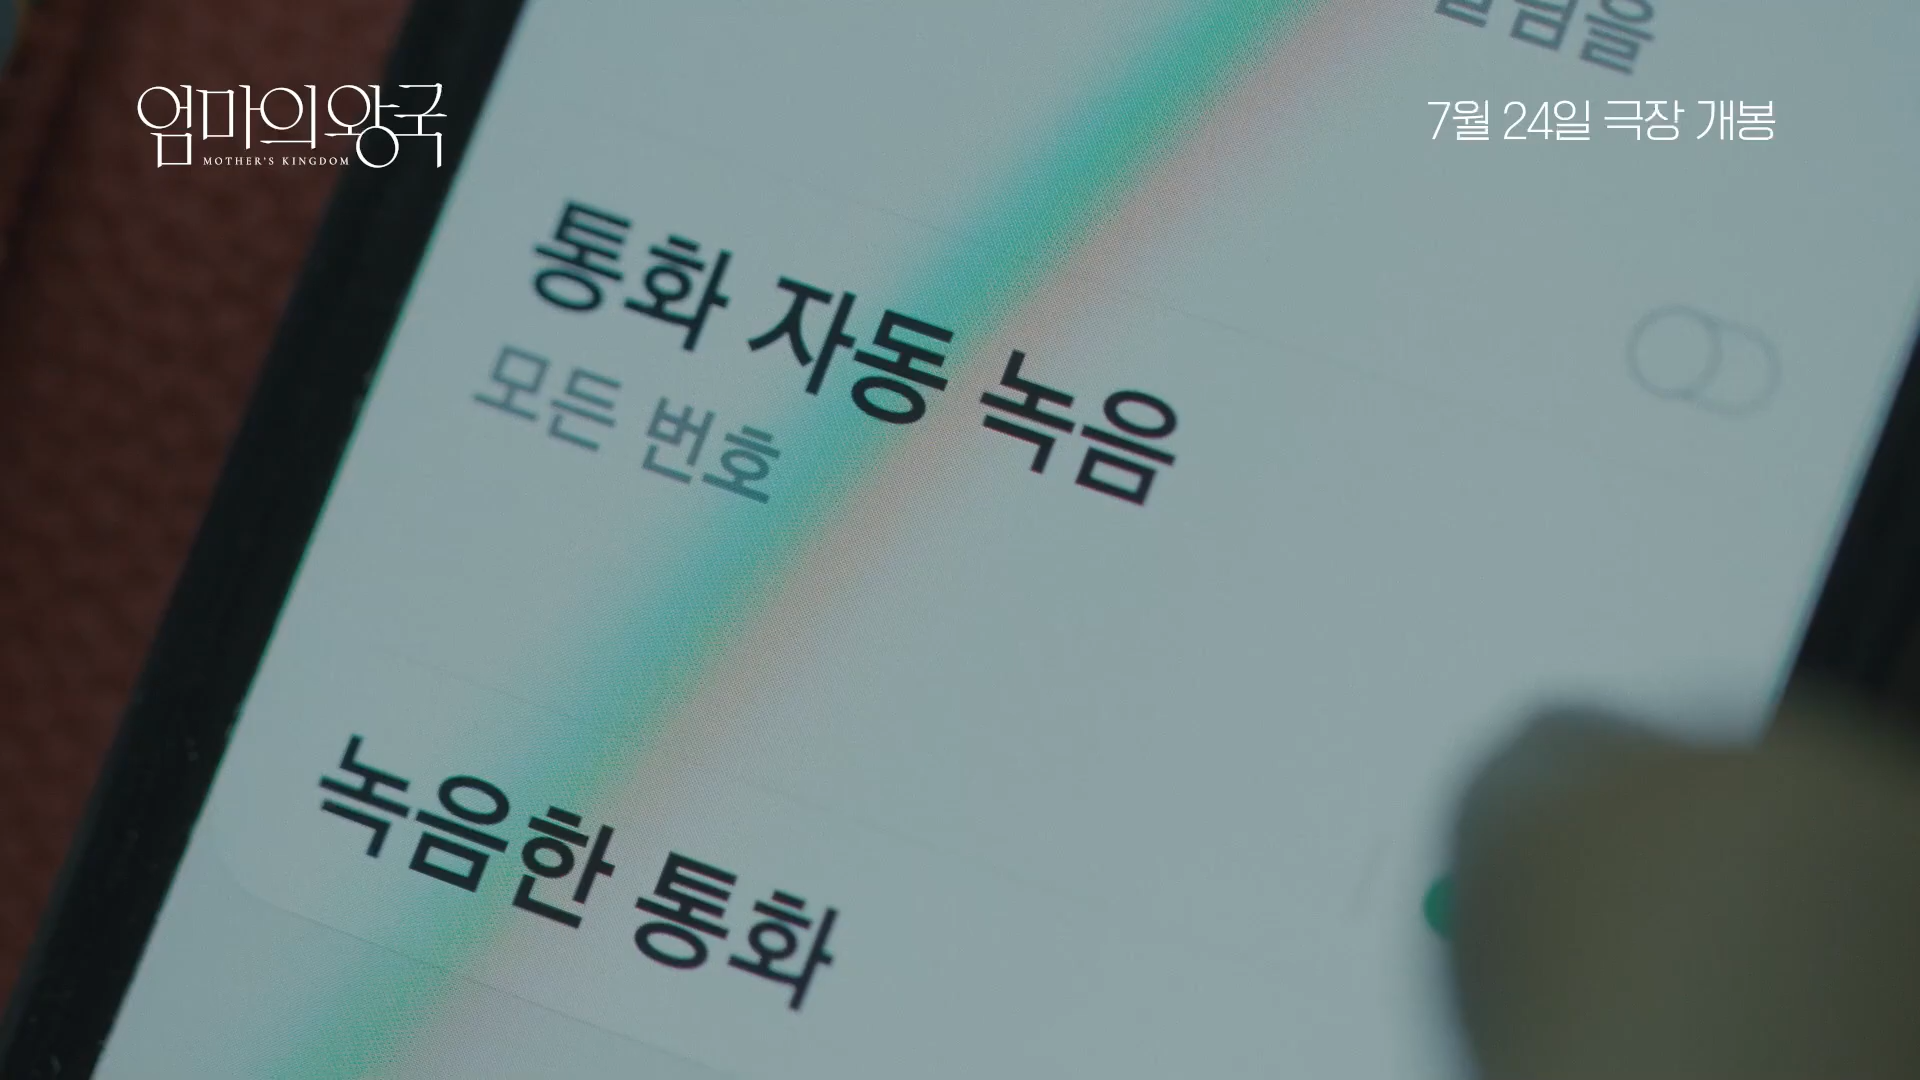 엄마의 왕국
MOTHER'S KINGDOM
7월 24일 극장 개봉
통화 자동 녹음
모든 번호
녹음한 통화